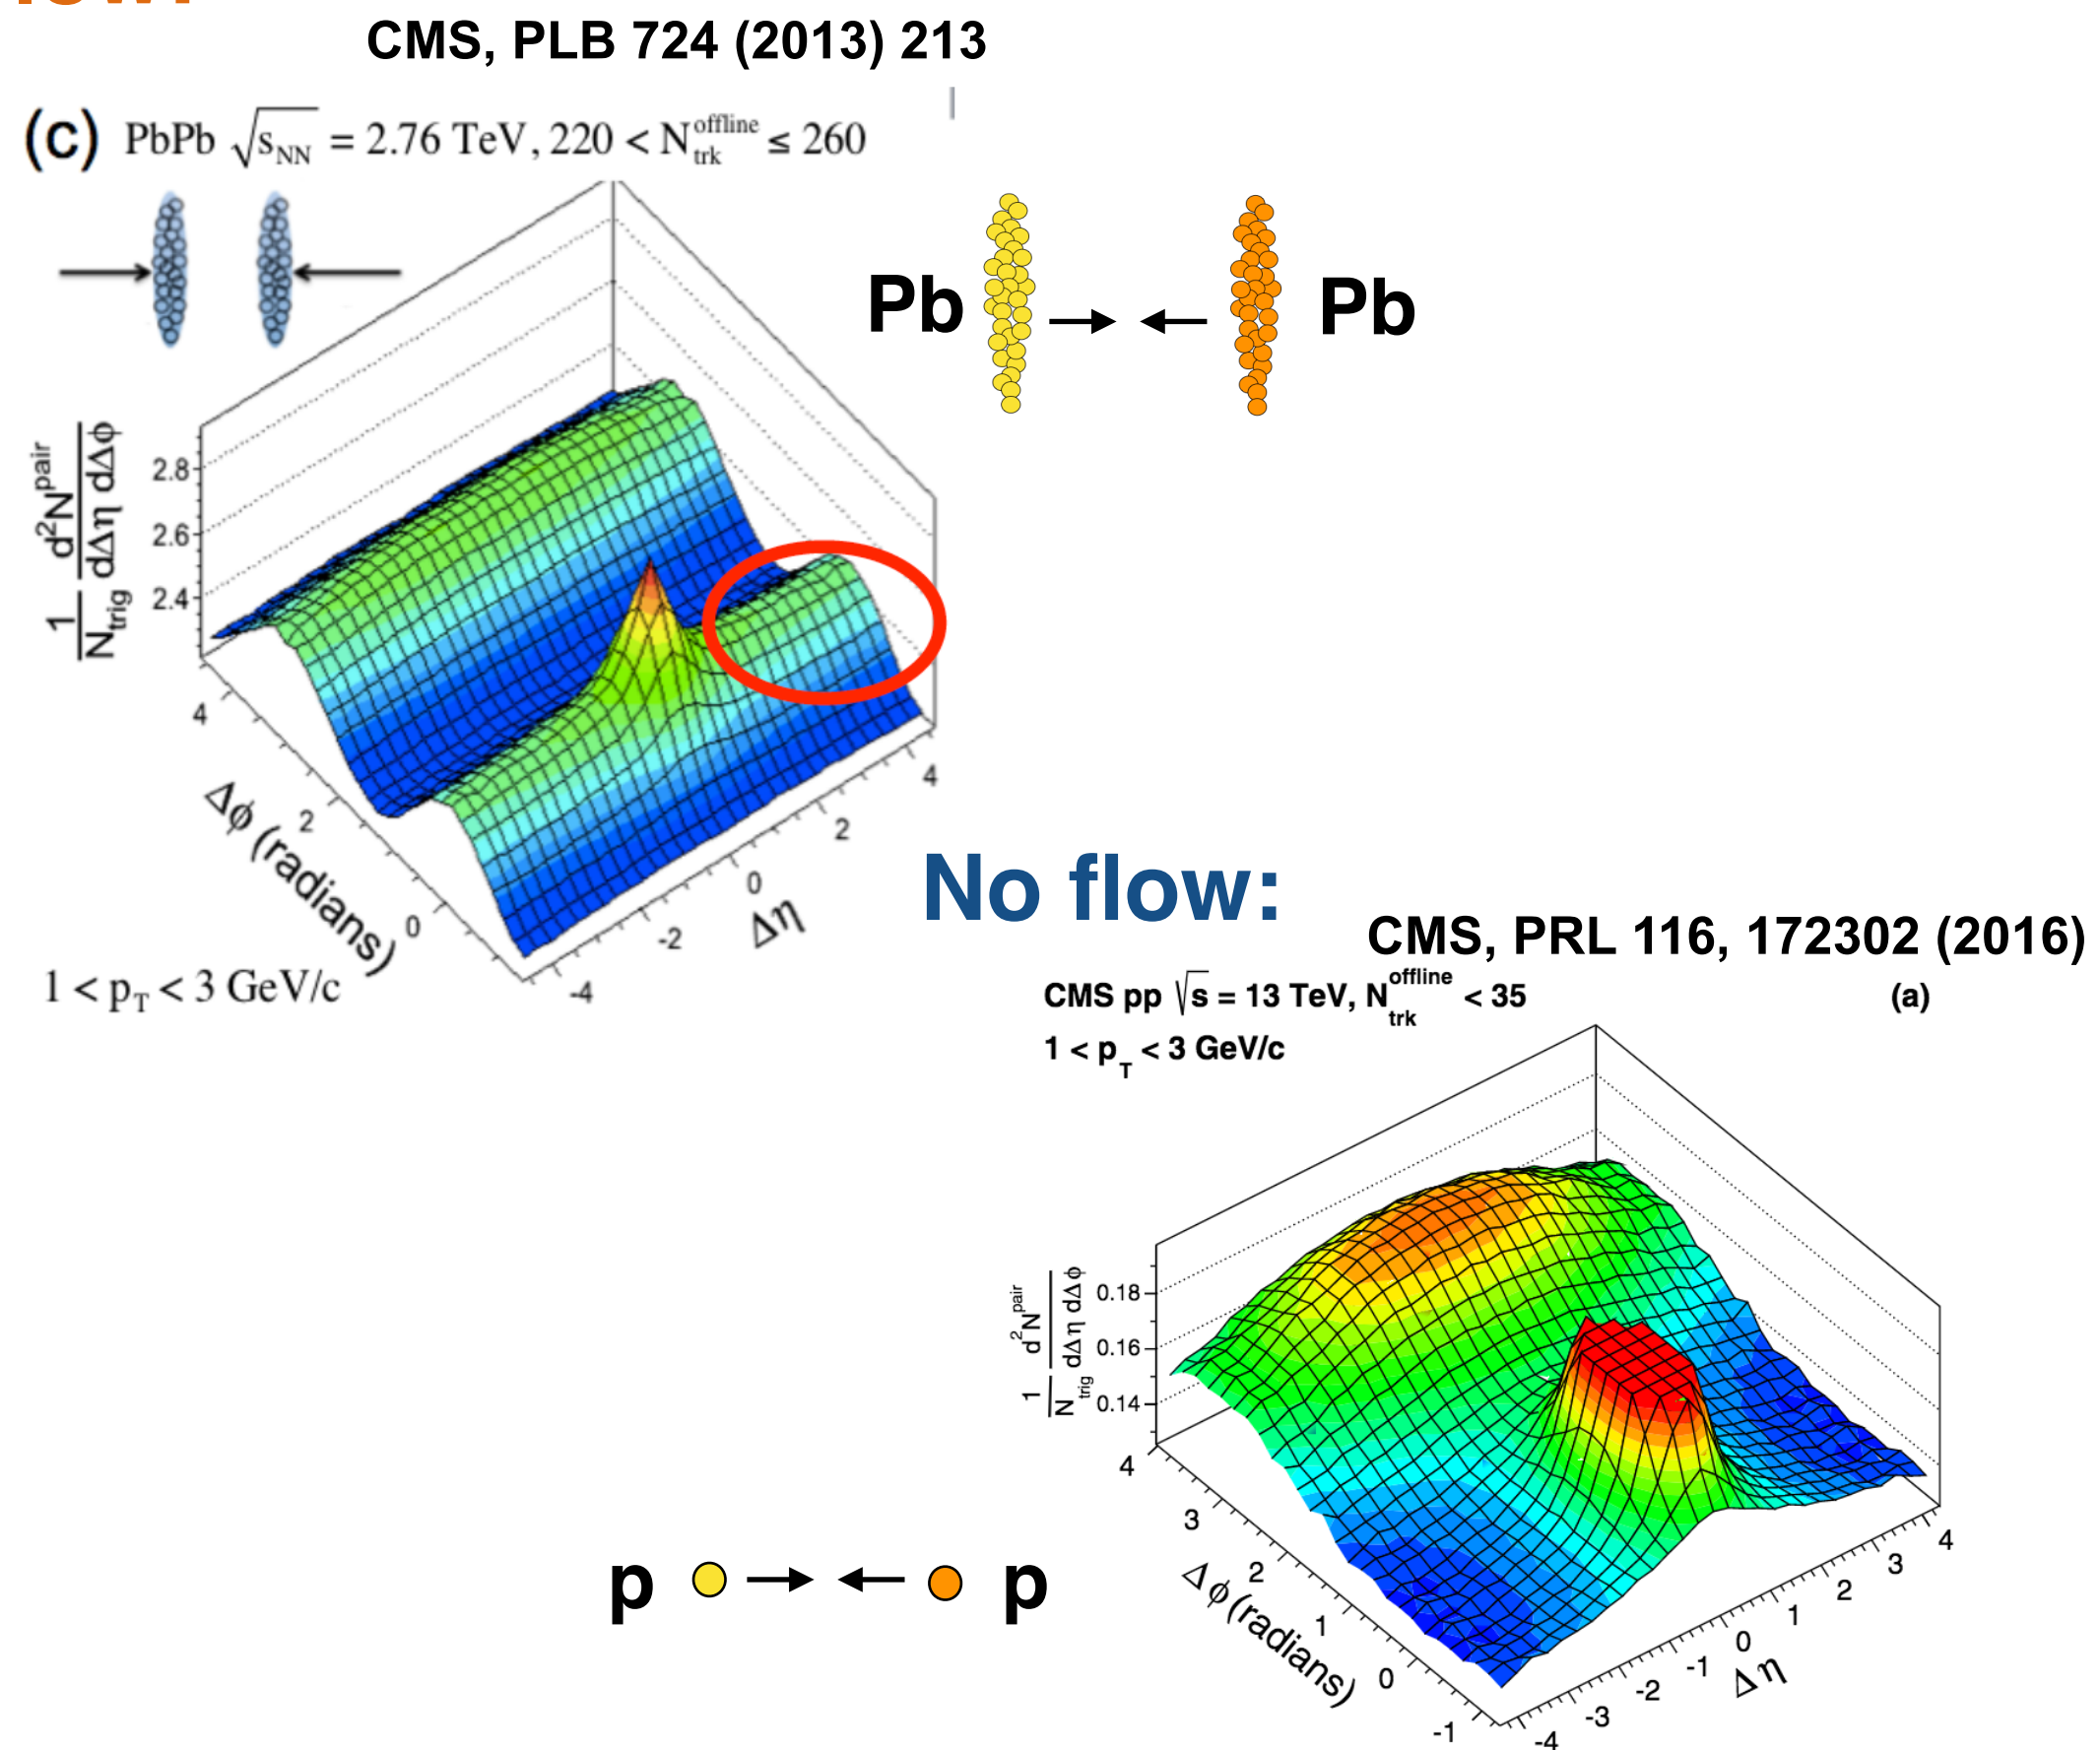 CMS, PLB 724 (2013) 213
(c) PbPb √sNN = 2.76 TeV, 220 < Ntrk^offline ≤ 260
Pb
Pb
1/Ntrig d²N^pair/dΔη dΔϕ
2.8
2.6
2.4
4
2
0
Δϕ (radians)
-4
-2
0
2
4
Δη
1 < pT < 3 GeV/c
No flow:
CMS, PRL 116, 172302 (2016)
CMS pp √s = 13 TeV, Ntrk^offline < 35
(a)
1 < pT < 3 GeV/c
1/Ntrig d²N^pair/dΔη dΔϕ
0.18
0.16
0.14
4
3
2
1
0
-1
Δϕ (radians)
-4
-3
-2
-1
0
1
2
3
4
Δη
p
p